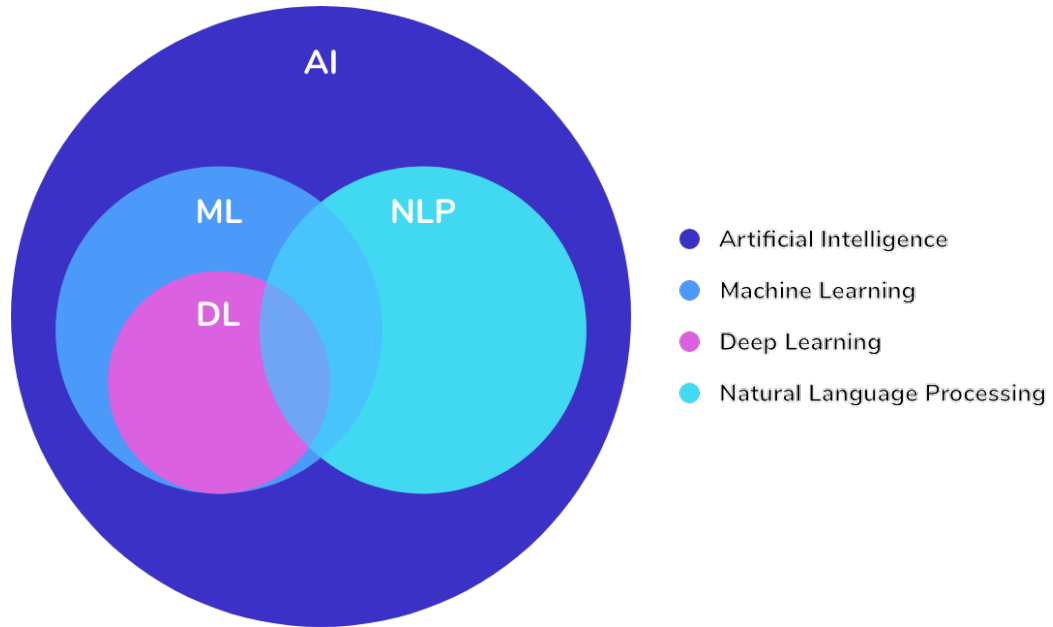 AI
ML
NLP
DL
Artificial Intelligence
Machine Learning
Deep Learning
Natural Language Processing